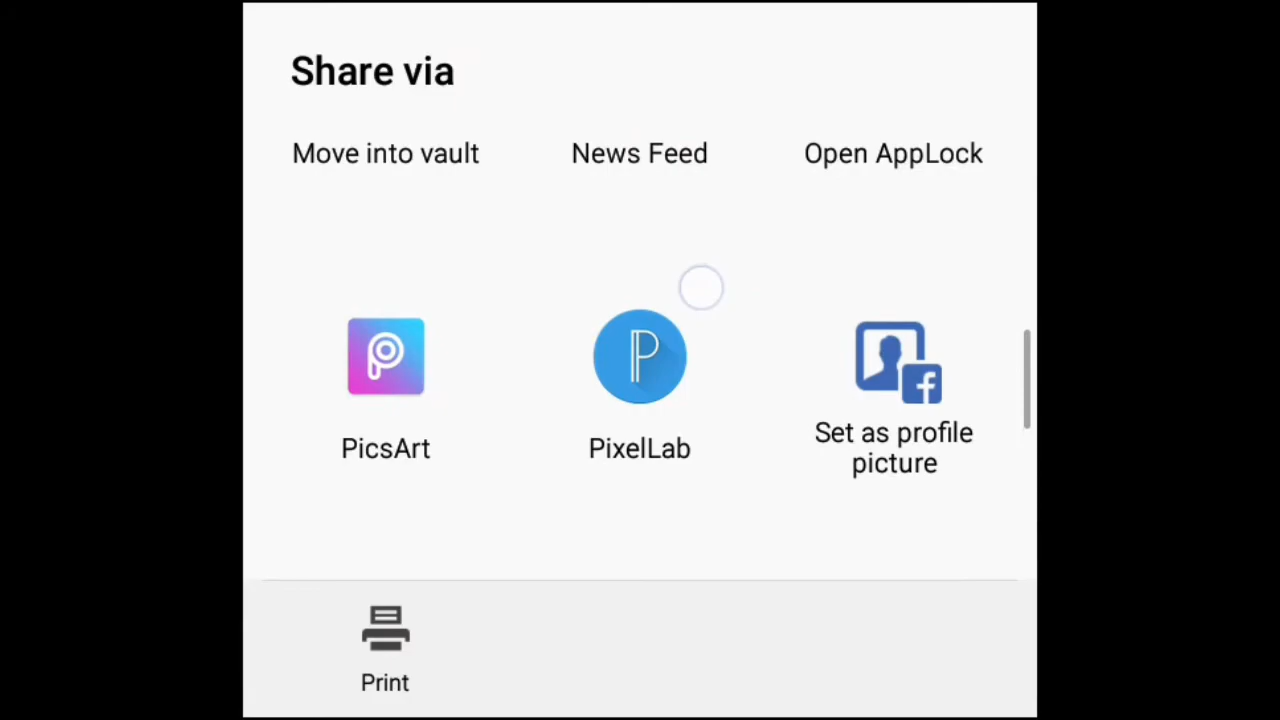 Share via
Move into vault
News Feed
Open AppLock
PicsArt
PixelLab
Set as profile
picture
Print